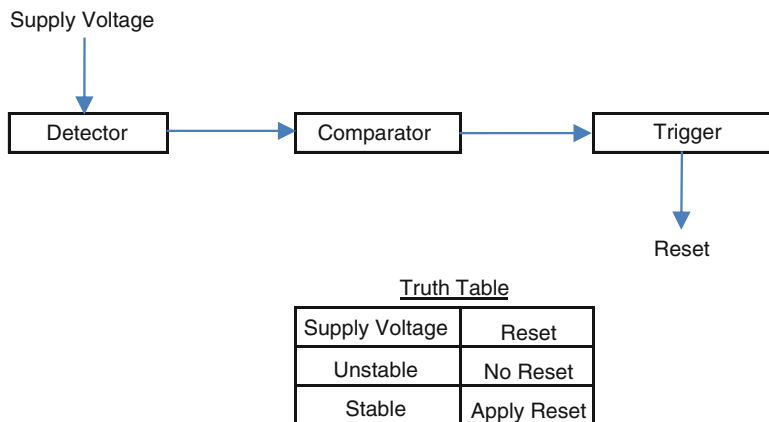 Supply Voltage
Detector
Comparator
Trigger
Reset
Truth Table
Supply Voltage Reset
Unstable No Reset
Stable Apply Reset